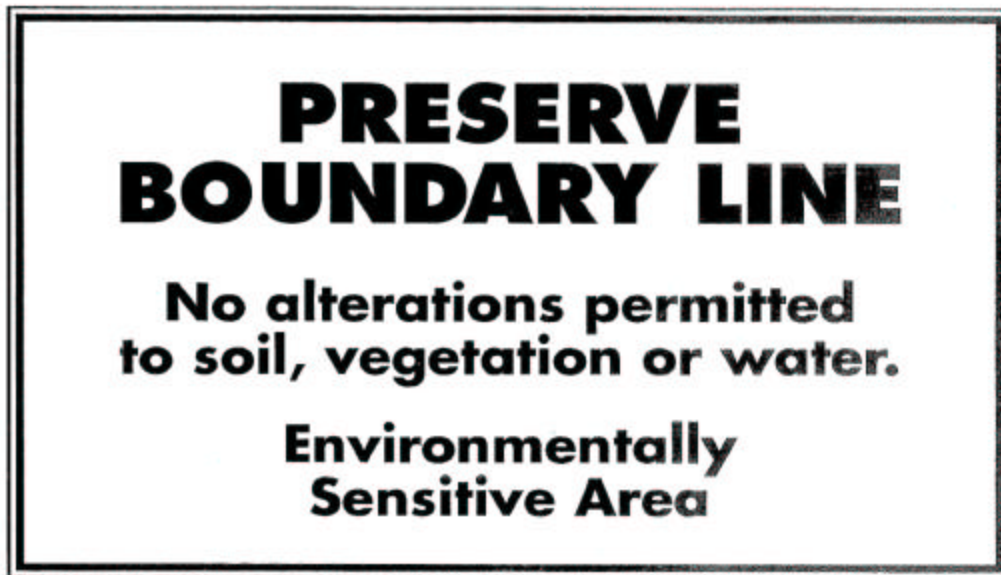 PRESERVE
BOUNDARY LINE
No alterations permitted
to soil, vegetation or water.
Environmentally
Sensitive Area